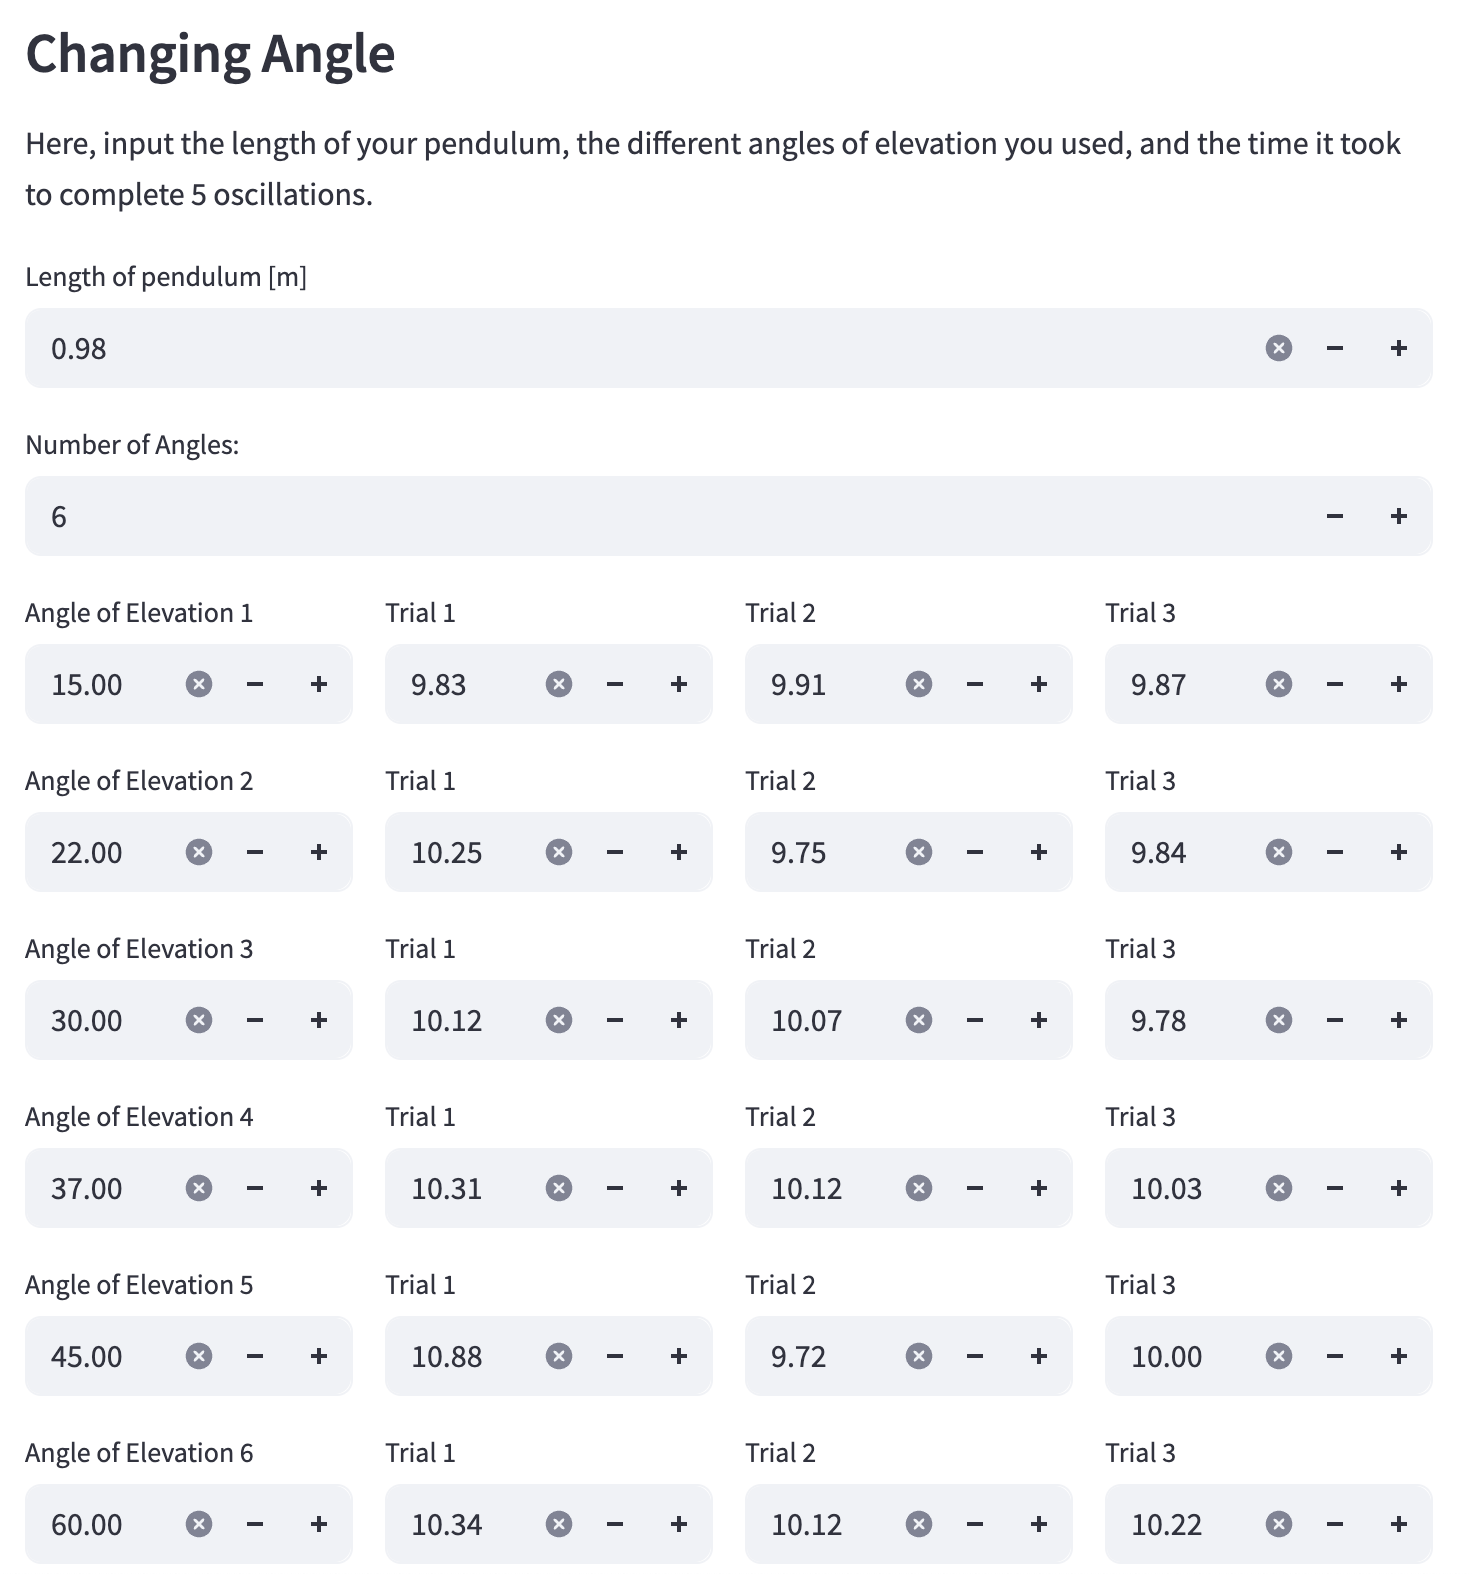 Changing Angle
Here, input the length of your pendulum, the different angles of elevation you used, and the time it took
to complete 5 oscillations.
Length of pendulum [m]
0.98
Number of Angles:
6
Angle of Elevation 1 Trial 1 Trial 2 Trial 3
15.00 9.83 9.91 9.87
Angle of Elevation 2 Trial 1 Trial 2 Trial 3
22.00 10.25 9.75 9.84
Angle of Elevation 3 Trial 1 Trial 2 Trial 3
30.00 10.12 10.07 9.78
Angle of Elevation 4 Trial 1 Trial 2 Trial 3
37.00 10.31 10.12 10.03
Angle of Elevation 5 Trial 1 Trial 2 Trial 3
45.00 10.88 9.72 10.00
Angle of Elevation 6 Trial 1 Trial 2 Trial 3
60.00 10.34 10.12 10.22